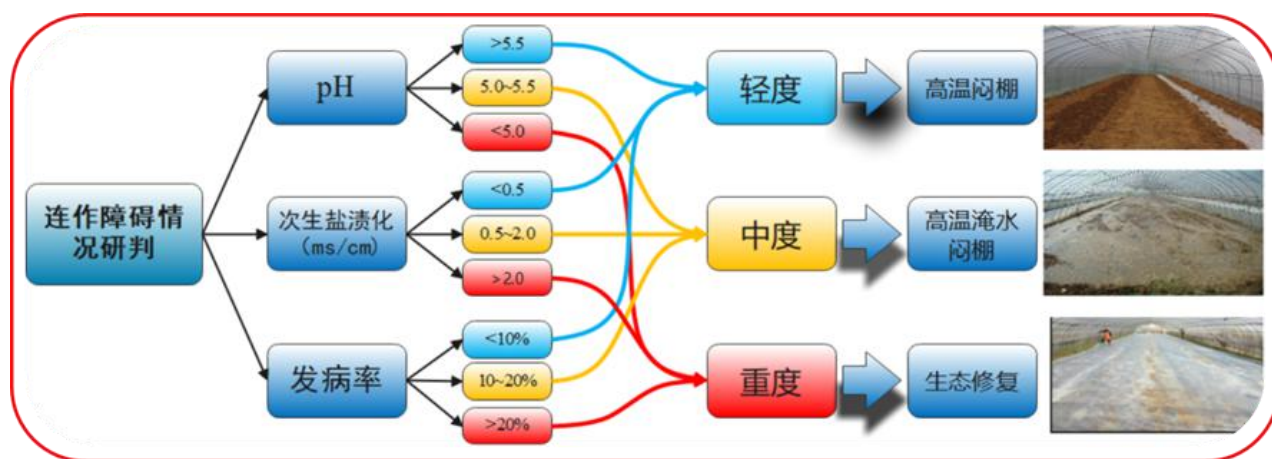 连作障碍情
况研判
pH
>5.5
5.0~5.5
<5.0
次生盐渍化
(ms/cm)
<0.5
0.5~2.0
>2.0
发病率
<10%
10~20%
>20%
轻度
高温闷棚
中度
高温淹水
闷棚
重度
生态修复